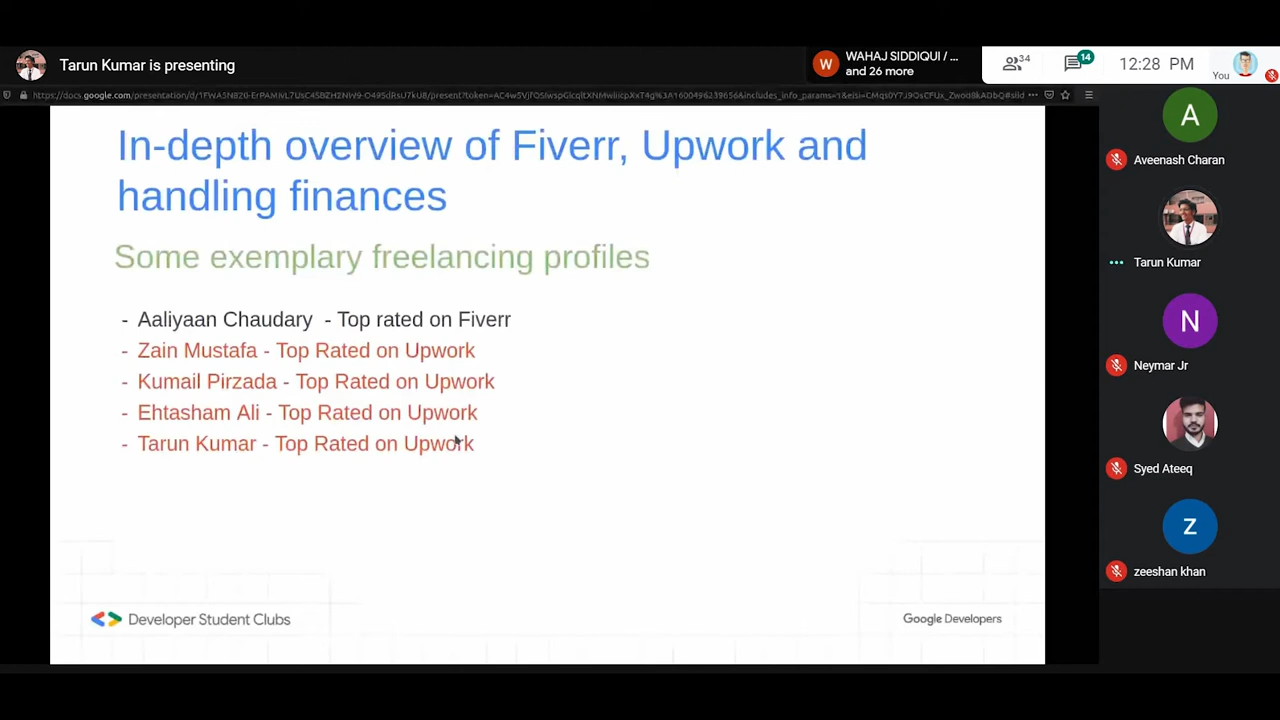 Tarun Kumar is presenting
W
WAHAJ SIDDIQUI / ...
and 26 more
34
14
12:28 PM
You
In-depth overview of Fiverr, Upwork and
handling finances
Some exemplary freelancing profiles
- Aaliyaan Chaudary - Top rated on Fiverr
- Zain Mustafa - Top Rated on Upwork
- Kumail Pirzada - Top Rated on Upwork
- Ehtasham Ali - Top Rated on Upwork
- Tarun Kumar - Top Rated on Upwork
Developer Student Clubs
Google Developers
A
Aveenash Charan
Tarun Kumar
N
Neymar Jr
Syed Ateeq
z
zeeshan khan